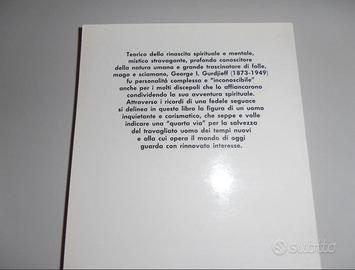 Teorico della rinascita spirituale e mentale,
mistico stravagante, profondo conoscitore
della natura umana e grande trascinatore di folle,
mago e sciamano, George I. Gurdjieff (1873-1949)
fu personalità complessa e "inconoscibile"
anche per i molti discepoli che lo affiancarono
condividendo la sua avventura spirituale.
Attraverso i ricordi di una fedele seguace
si delinea in questo libro la figura di un uomo
inquietante e carismatico, che seppe e volle
indicare una "quarta via" per la salvezza
del travagliato uomo dei tempi nuovi
e alla cui opera il mondo di oggi
guarda con rinnovato interesse.
subito.it